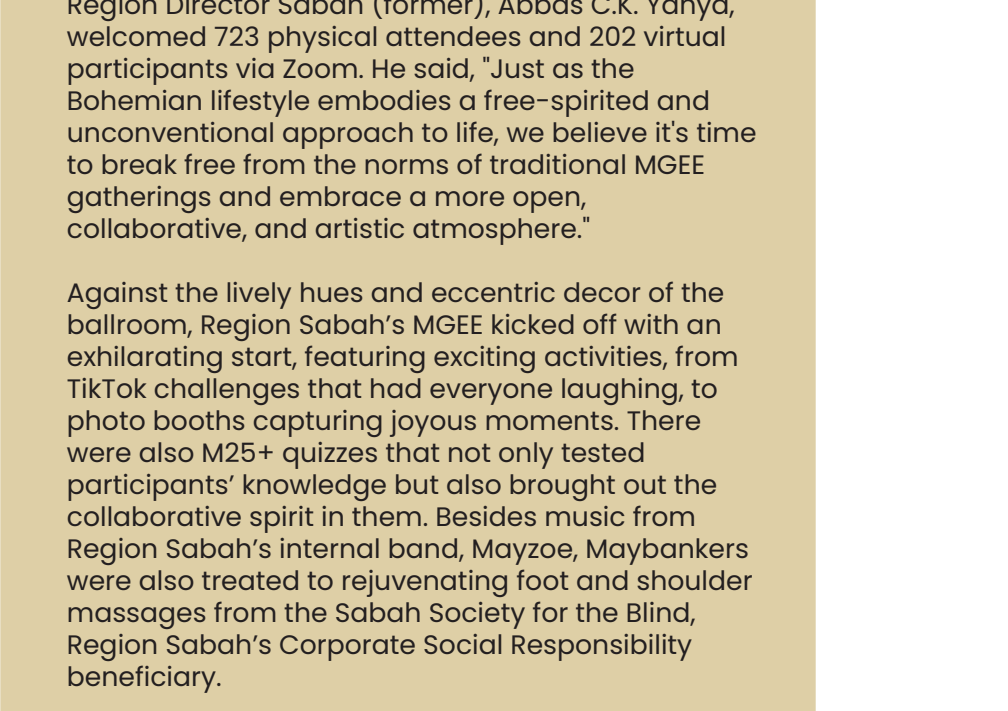 Region Director Sabah (former), Abbas C.K. Yahya,
welcomed 723 physical attendees and 202 virtual
participants via Zoom. He said, "Just as the
Bohemian lifestyle embodies a free-spirited and
unconventional approach to life, we believe it's time
to break free from the norms of traditional MGEE
gatherings and embrace a more open,
collaborative, and artistic atmosphere."
Against the lively hues and eccentric decor of the
ballroom, Region Sabah’s MGEE kicked off with an
exhilarating start, featuring exciting activities, from
TikTok challenges that had everyone laughing, to
photo booths capturing joyous moments. There
were also M25+ quizzes that not only tested
participants’ knowledge but also brought out the
collaborative spirit in them. Besides music from
Region Sabah’s internal band, Mayzoe, Maybankers
were also treated to rejuvenating foot and shoulder
massages from the Sabah Society for the Blind,
Region Sabah’s Corporate Social Responsibility
beneficiary.